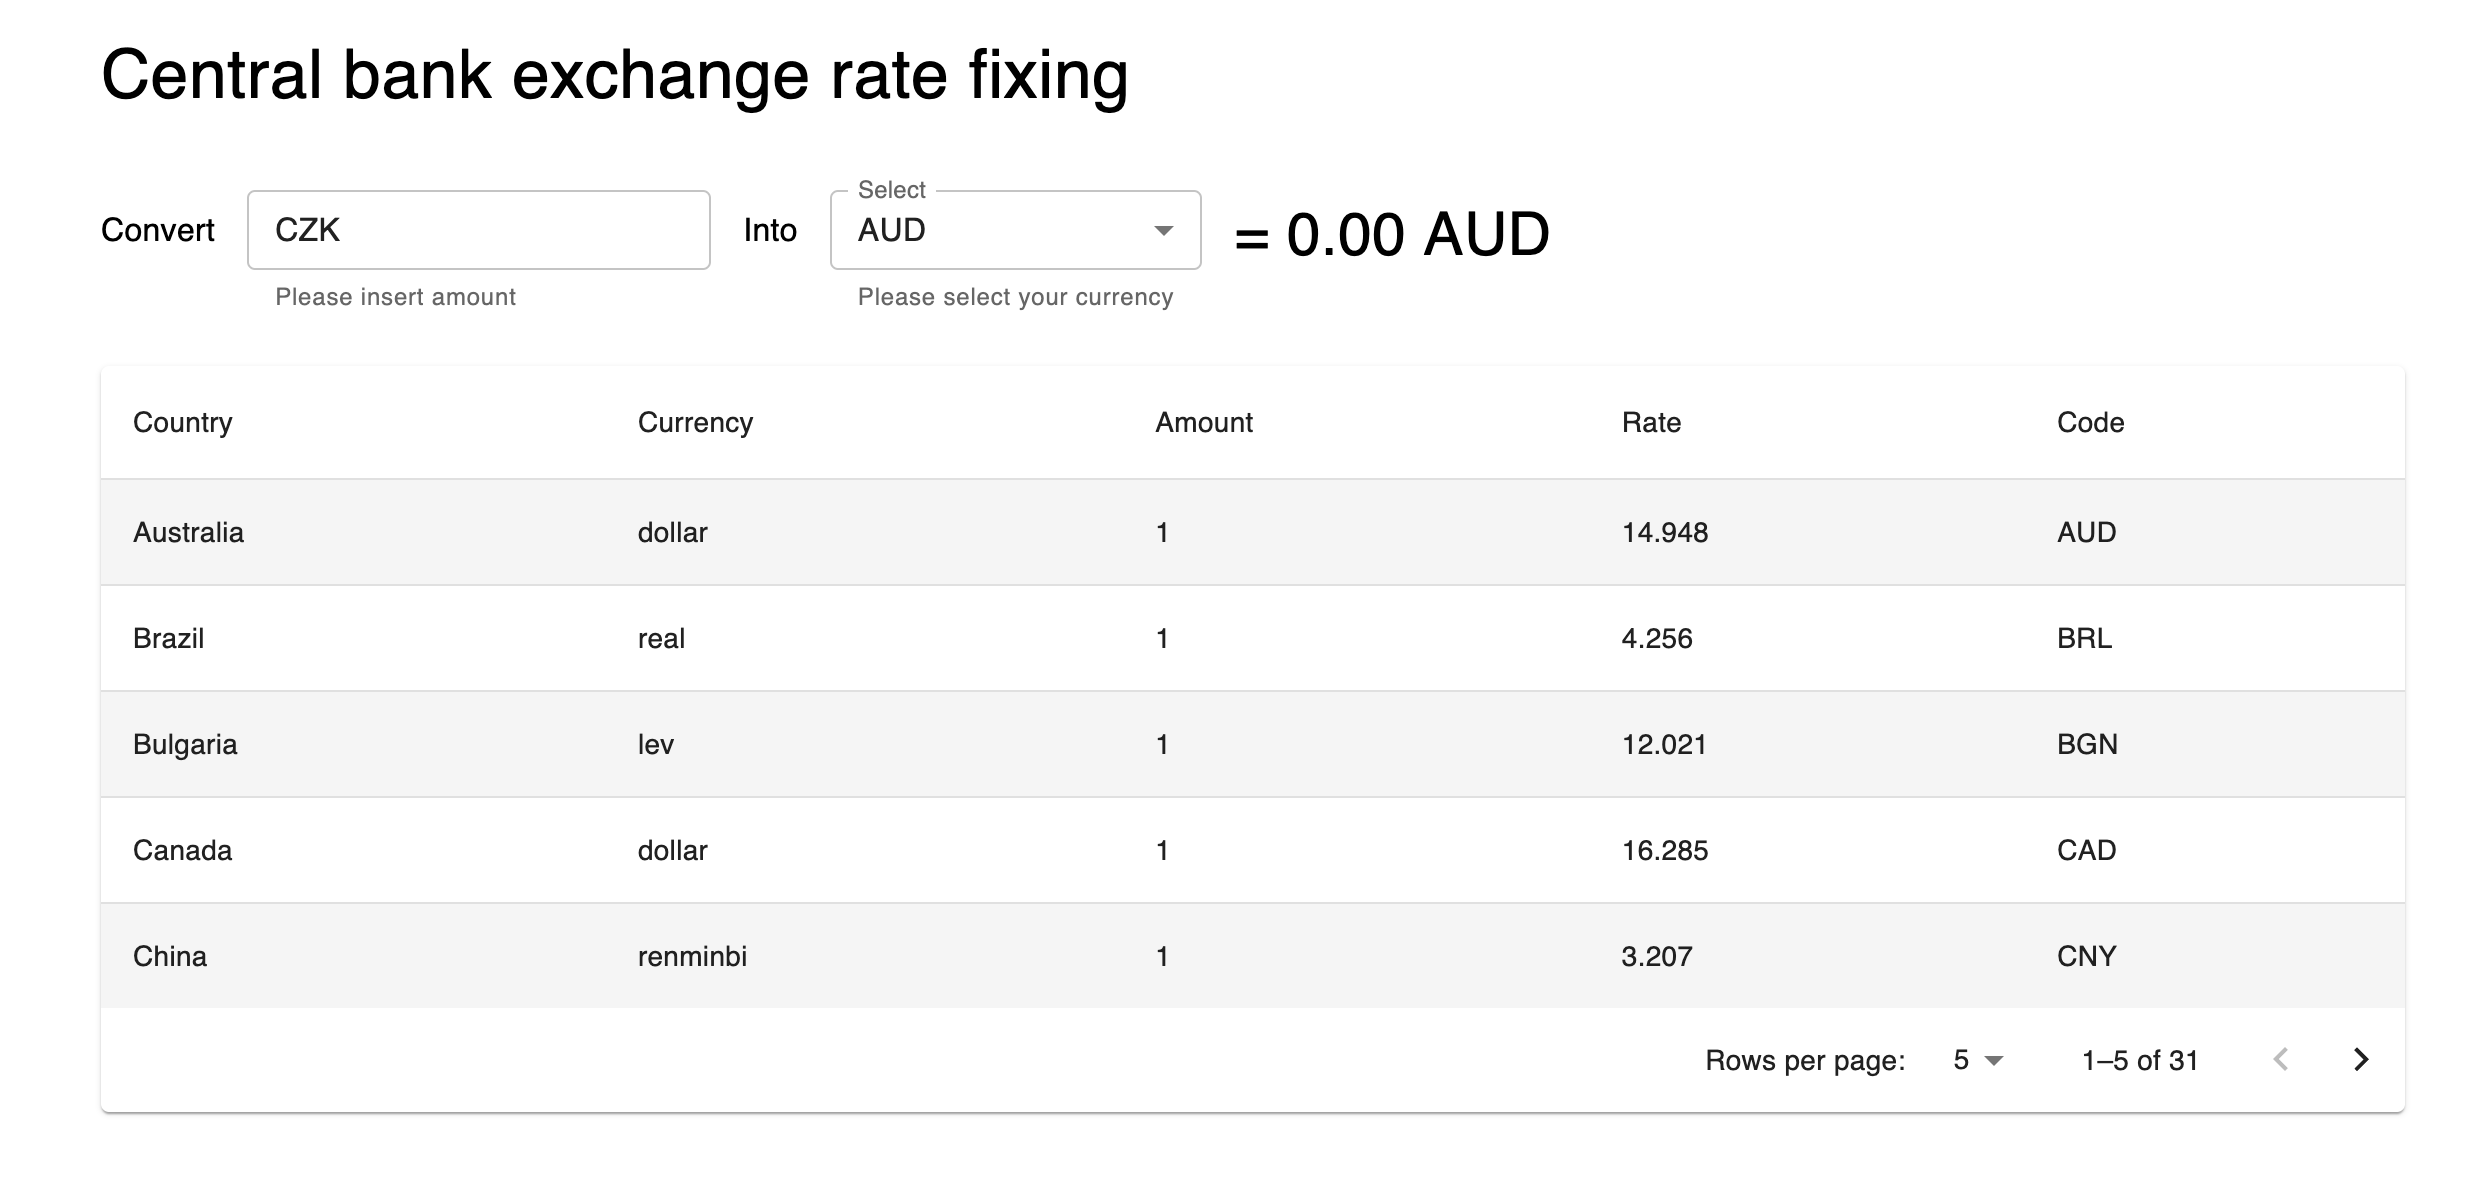 Central bank exchange rate fixing
Select
Convert CZK Into AUD = 0.00 AUD
Please insert amount Please select your currency
Country Currency Amount Rate Code
Australia dollar 1 14.948 AUD
Brazil real 1 4.256 BRL
Bulgaria lev 1 12.021 BGN
Canada dollar 1 16.285 CAD
China renminbi 1 3.207 CNY
Rows per page: 5 1–5 of 31